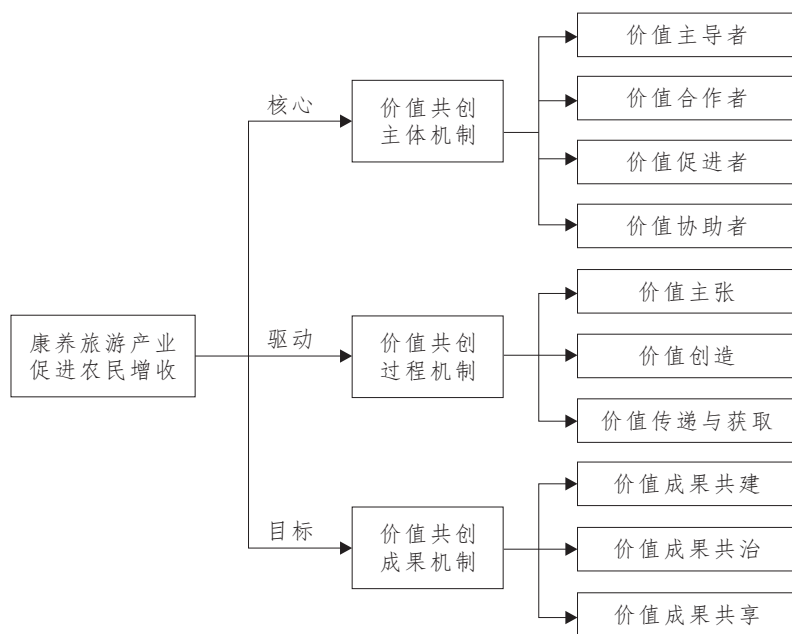 康养旅游产业
促进农民增收
核心
价值共创
主体机制
价值主导者
价值合作者
价值促进者
价值协助者
驱动
价值共创
过程机制
价值主张
价值创造
价值传递与获取
目标
价值共创
成果机制
价值成果共建
价值成果共治
价值成果共享